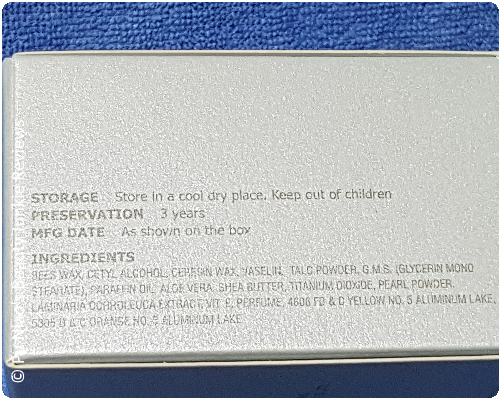 STORAGE Store in a cool dry place. Keep out of children
PRESERVATION 3 years
MFG DATE As shown on the box
INGREDIENTS
BEES WAX, CETYL ALCOHOL, CERESIN WAX, VASELIN, TALC POWDER, G.M.S. (GLYCERIN MONO
STEARATE), PARAFFIN OIL, ALOE VERA, SHEA BUTTER, TITANIUM DIOXIDE, PEARL POWDER,
LAMINARIA OCHROLEUCA EXTRACT, VIT E, PERFUME, 4806 FD & C YELLOW NO. 5 ALUMINUM LAKE,
D & C ORANGE NO. 5 ALUMINUM LAKE